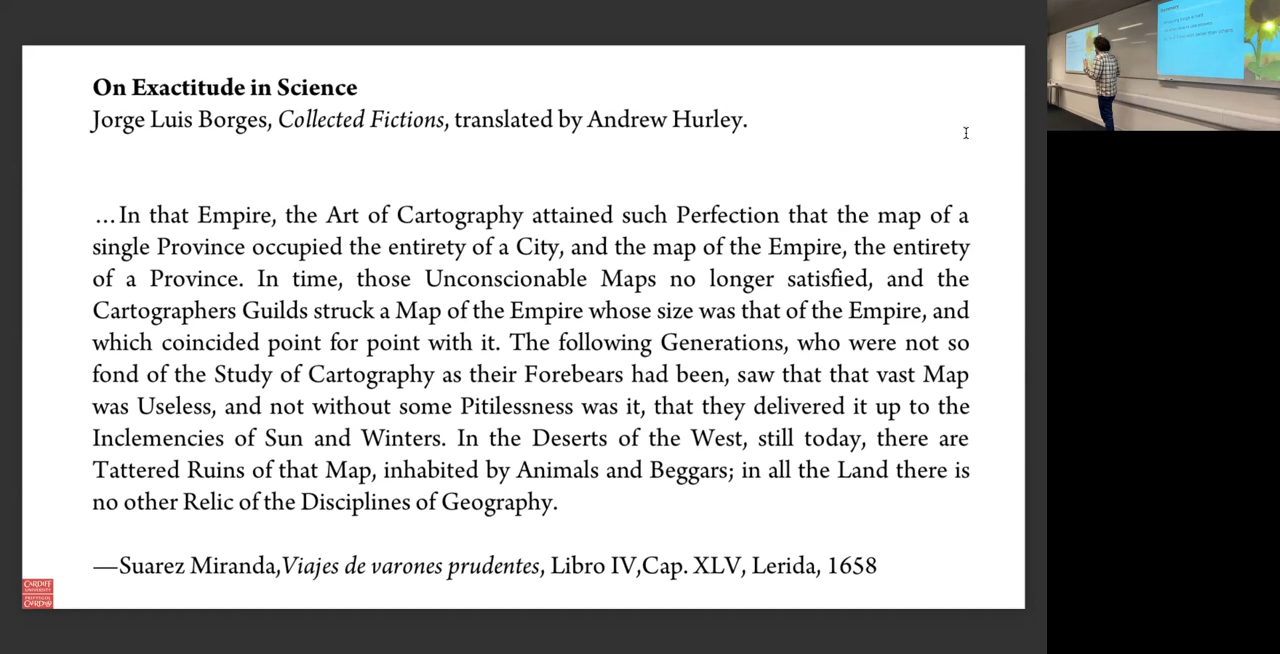 On Exactitude in Science
Jorge Luis Borges, Collected Fictions, translated by Andrew Hurley.
…In that Empire, the Art of Cartography attained such Perfection that the map of a
single Province occupied the entirety of a City, and the map of the Empire, the entirety
of a Province. In time, those Unconscionable Maps no longer satisfied, and the
Cartographers Guilds struck a Map of the Empire whose size was that of the Empire, and
which coincided point for point with it. The following Generations, who were not so
fond of the Study of Cartography as their Forebears had been, saw that that vast Map
was Useless, and not without some Pitilessness was it, that they delivered it up to the
Inclemencies of Sun and Winters. In the Deserts of the West, still today, there are
Tattered Ruins of that Map, inhabited by Animals and Beggars; in all the Land there is
no other Relic of the Disciplines of Geography.
—Suarez Miranda,Viajes de varones prudentes, Libro IV,Cap. XLV, Lerida, 1658
CARDIFF
UNIVERSITY
PRIFYSGOL
CAERDYDD